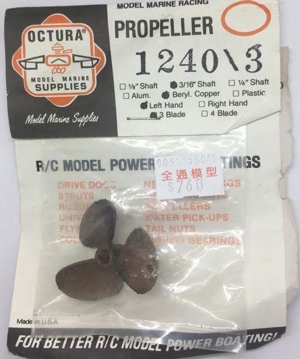 MODEL MARINE RACING
PROPELLER
OCTURA
MODEL MARINE
SUPPLIES
Model Marine Supplies
1240\3
⅛" Shaft 3/16" Shaft ¼" Shaft
Alum. Beryl. Copper Plastic
Left Hand Right Hand
3 Blade 4 Blade
R/C MODEL POWER BOATINGS
全通模型
$760
DRIVE DOGS
STRUTS
WATER PICK-UPS
TAIL NUTS
BEARINGS
Made in U.S.A.
FOR BETTER R/C MODEL POWER BOATING!